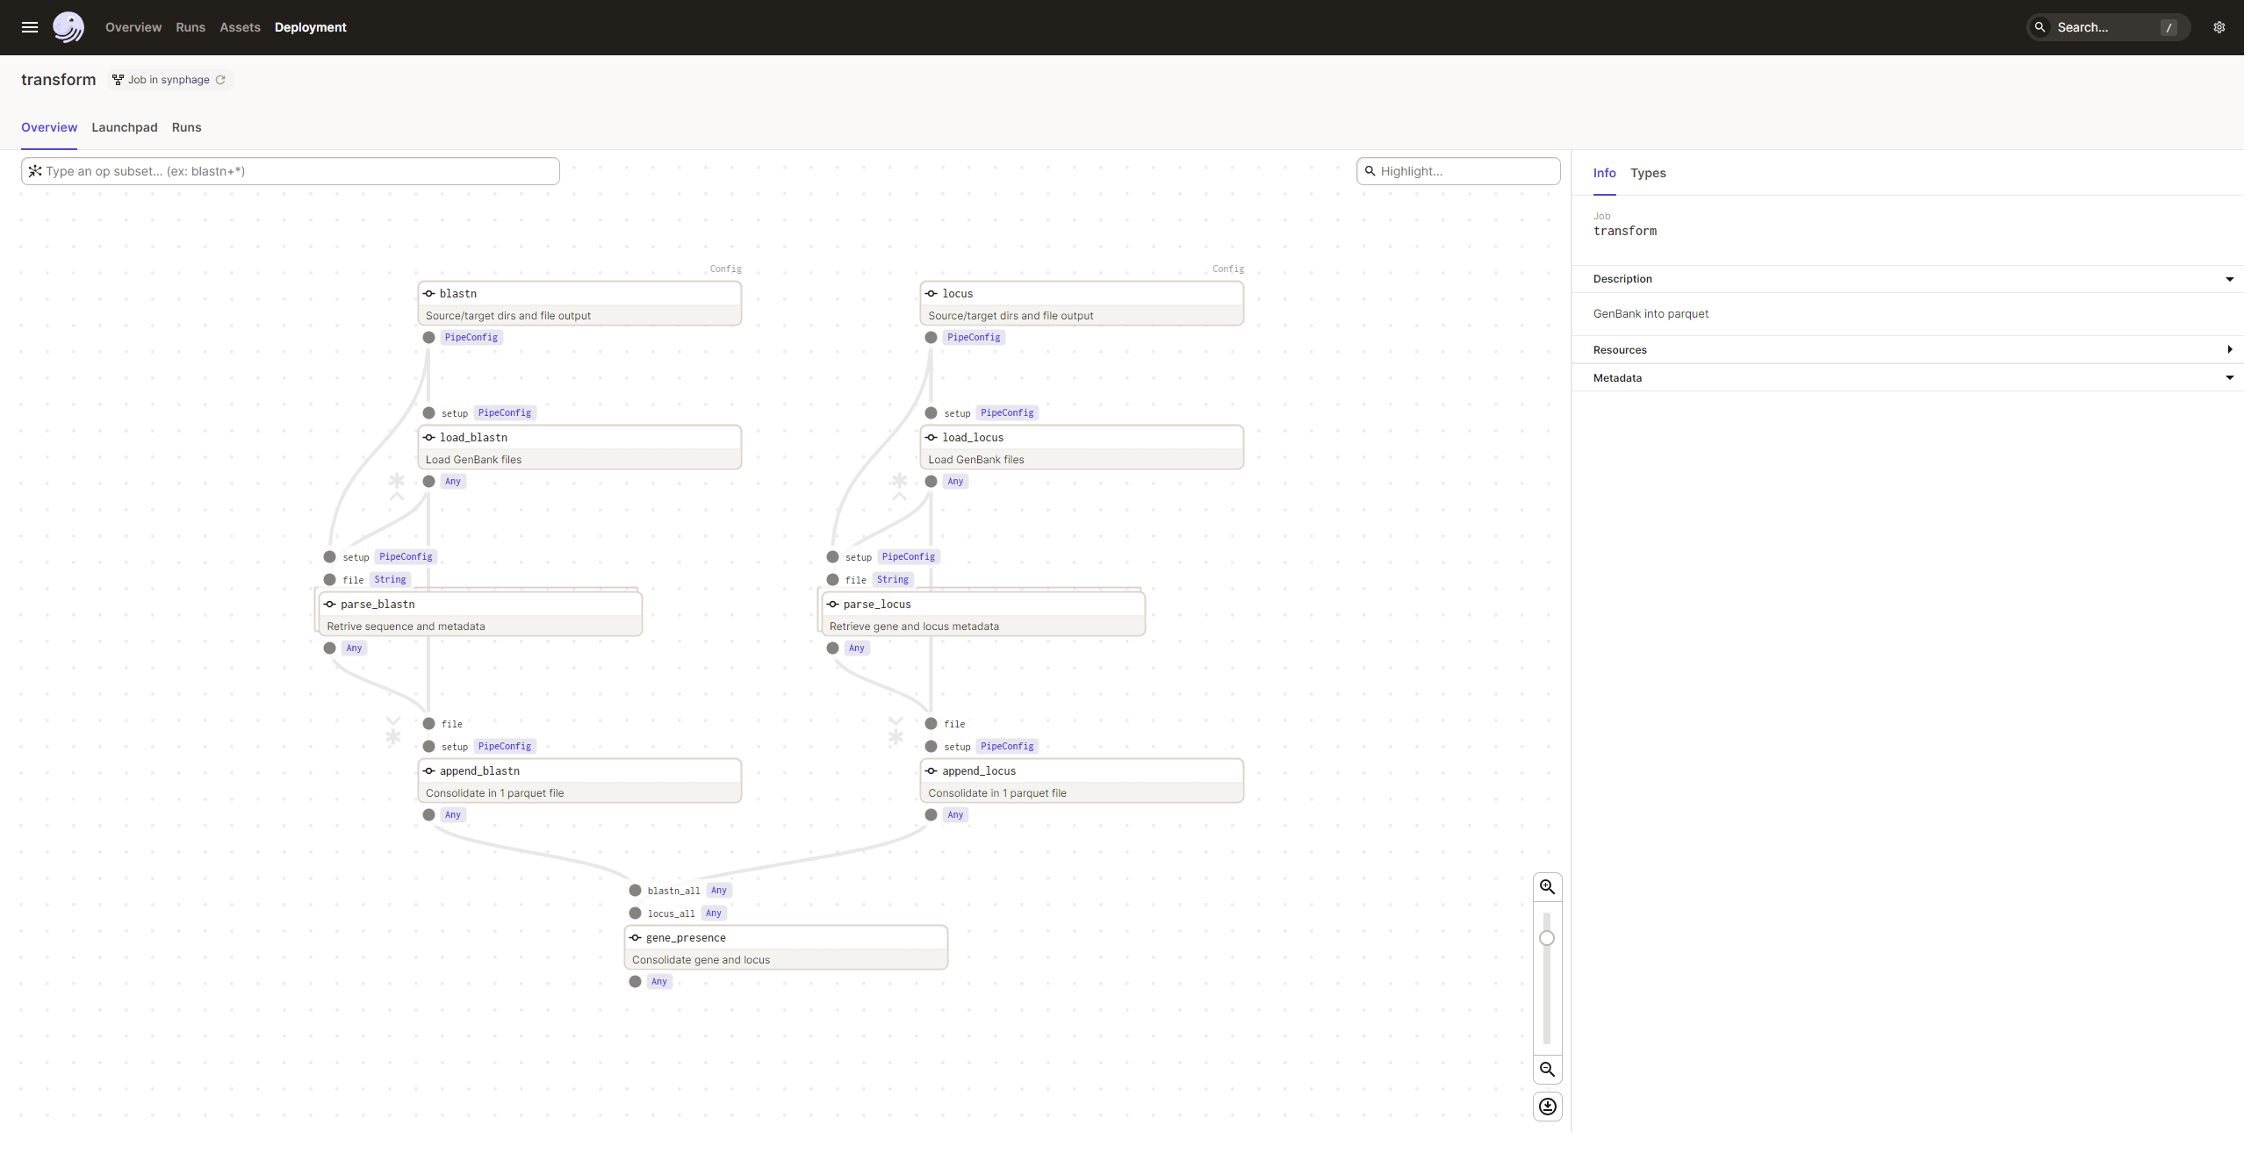 Overview Runs Assets Deployment
Search... /
transform Job in synphage
Overview Launchpad Runs
Type an op subset... (ex: blastn+*)
Highlight...
Config
blastn
Source/target dirs and file output
PipeConfig
setup PipeConfig
load_blastn
Load GenBank files
Any
setup PipeConfig
file String
parse_blastn
Retrive sequence and metadata
Any
file
setup PipeConfig
append_blastn
Consolidate in 1 parquet file
Any
Config
locus
Source/target dirs and file output
PipeConfig
setup PipeConfig
load_locus
Load GenBank files
Any
setup PipeConfig
file String
parse_locus
Retrieve gene and locus metadata
Any
file
setup PipeConfig
append_locus
Consolidate in 1 parquet file
Any
blastn_all Any
locus_all Any
gene_presence
Consolidate gene and locus
Any
Info Types
Job
transform
Description
GenBank into parquet
Resources
Metadata